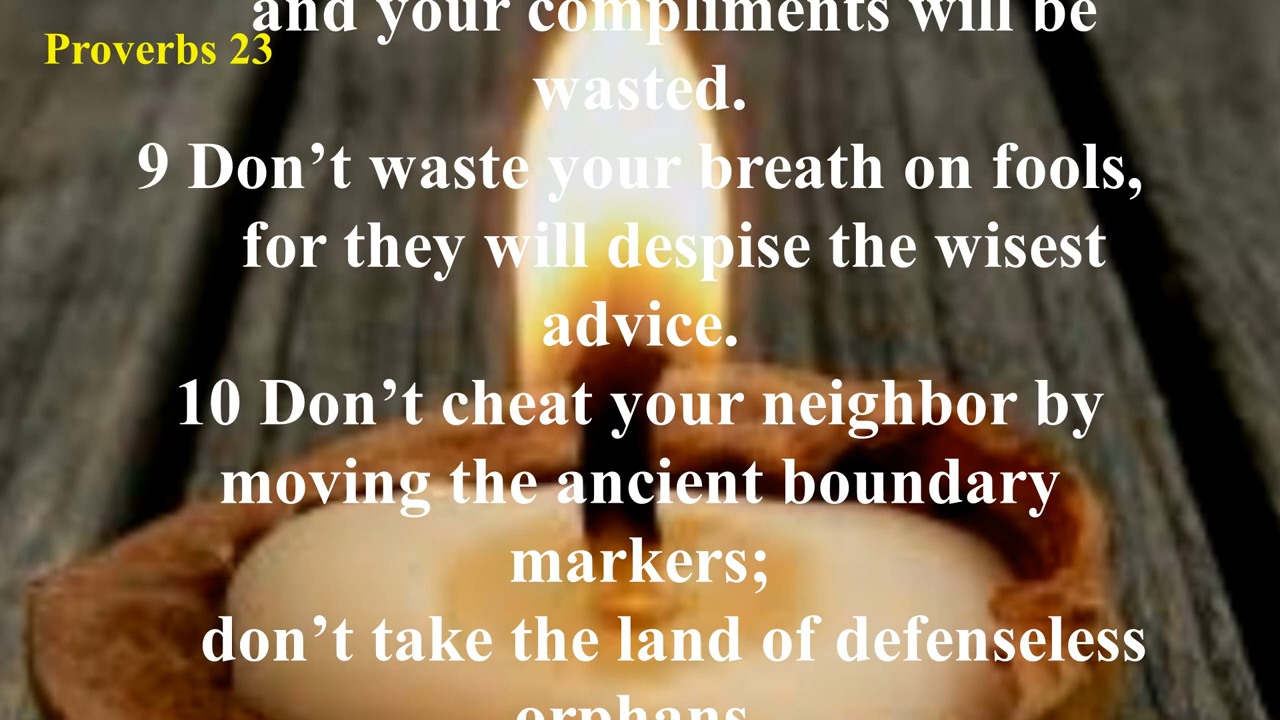 and your compliments will be
Proverbs 23
wasted.
9 Don’t waste your breath on fools,
for they will despise the wisest
advice.
10 Don’t cheat your neighbor by
moving the ancient boundary
markers;
don’t take the land of defenseless
orphans